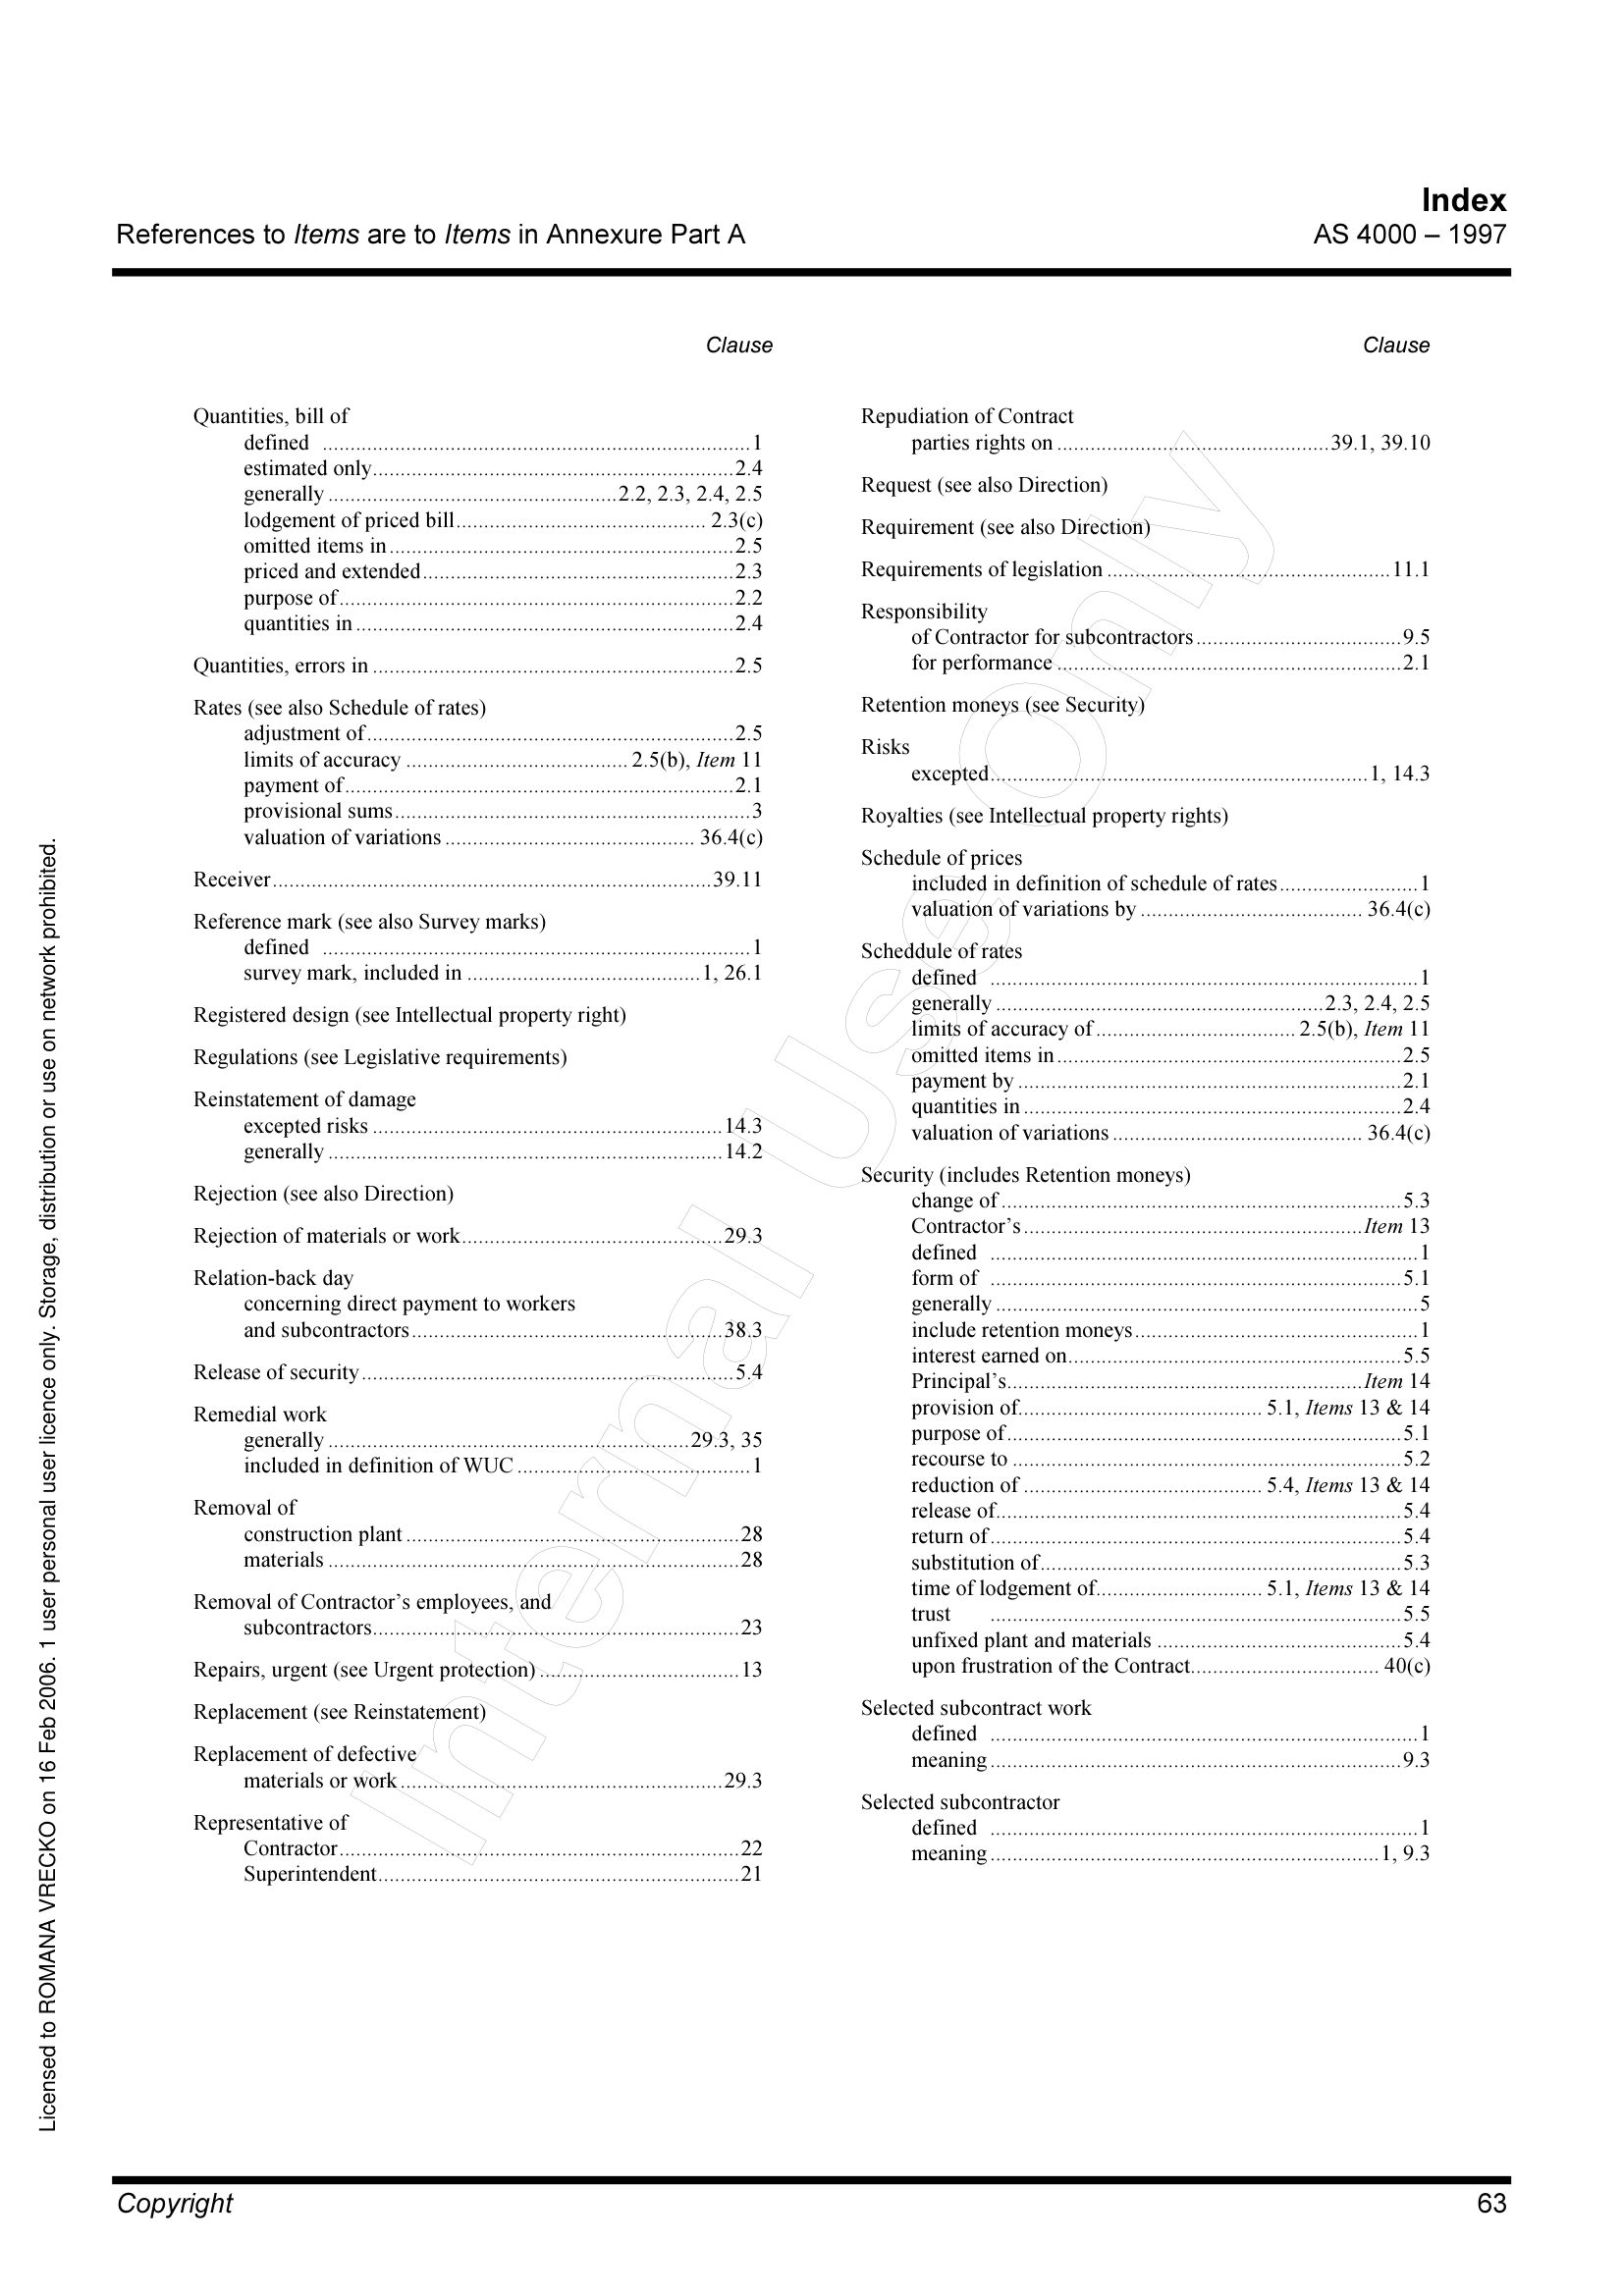 Index
References to Items are to Items in Annexure Part A
AS 4000 – 1997
Clause
Quantities, bill of
defined ............ 1
estimated only ............ 2.4
generally ............ 2.2, 2.3, 2.4, 2.5
lodgement of priced bill ............ 2.3(c)
omitted items in ............ 2.5
priced and extended ............ 2.3
purpose of ............ 2.2
quantities in ............ 2.4
Quantities, errors in ............ 2.5
Rates (see also Schedule of rates)
adjustment of ............ 2.5
limits of accuracy ............ 2.5(b), Item 11
payment of ............ 2.1
provisional sums ............ 3
valuation of variations ............ 36.4(c)
Receiver ............ 39.11
Reference mark (see also Survey marks)
defined ............ 1
survey mark, included in ............ 1, 26.1
Registered design (see Intellectual property right)
Regulations (see Legislative requirements)
Reinstatement of damage
excepted risks ............ 14.3
generally ............ 14.2
Rejection (see also Direction)
Rejection of materials or work ............ 29.3
Relation-back day
concerning direct payment to workers
and subcontractors ............ 38.3
Release of security ............ 5.4
Remedial work
generally ............ 29.3, 35
included in definition of WUC ............ 1
Removal of
construction plant ............ 28
materials ............ 28
Removal of Contractor's employees, and
subcontractors ............ 23
Repairs, urgent (see Urgent protection) ............ 13
Replacement (see Reinstatement)
Replacement of defective
materials or work ............ 29.3
Representative of
Contractor ............ 22
Superintendent ............ 21
Clause
Repudiation of Contract
parties rights on ............ 39.1, 39.10
Request (see also Direction)
Requirement (see also Direction)
Requirements of legislation ............ 11.1
Responsibility
of Contractor for subcontractors ............ 9.5
for performance ............ 2.1
Retention moneys (see Security)
Risks
excepted ............ 1, 14.3
Royalties (see Intellectual property rights)
Schedule of prices
included in definition of schedule of rates ............ 1
valuation of variations by ............ 36.4(c)
Scheddule of rates
defined ............ 1
generally ............ 2.3, 2.4, 2.5
limits of accuracy of ............ 2.5(b), Item 11
omitted items in ............ 2.5
payment by ............ 2.1
quantities in ............ 2.4
valuation of variations ............ 36.4(c)
Security (includes Retention moneys)
change of ............ 5.3
Contractor's ............ Item 13
defined ............ 1
form of ............ 5.1
generally ............ 5
include retention moneys ............ 1
interest earned on ............ 5.5
Principal's ............ Item 14
provision of ............ 5.1, Items 13 & 14
purpose of ............ 5.1
recourse to ............ 5.2
reduction of ............ 5.4, Items 13 & 14
release of ............ 5.4
return of ............ 5.4
substitution of ............ 5.3
time of lodgement of ............ 5.1, Items 13 & 14
trust ............ 5.5
unfixed plant and materials ............ 5.4
upon frustration of the Contract ............ 40(c)
Selected subcontract work
defined ............ 1
meaning ............ 9.3
Selected subcontractor
defined ............ 1
meaning ............ 1, 9.3
Internal Use Only
Licensed to ROMANA VRECKO on 16 Feb 2006. 1 user personal user licence only. Storage, distribution or use on network prohibited.
Copyright
63